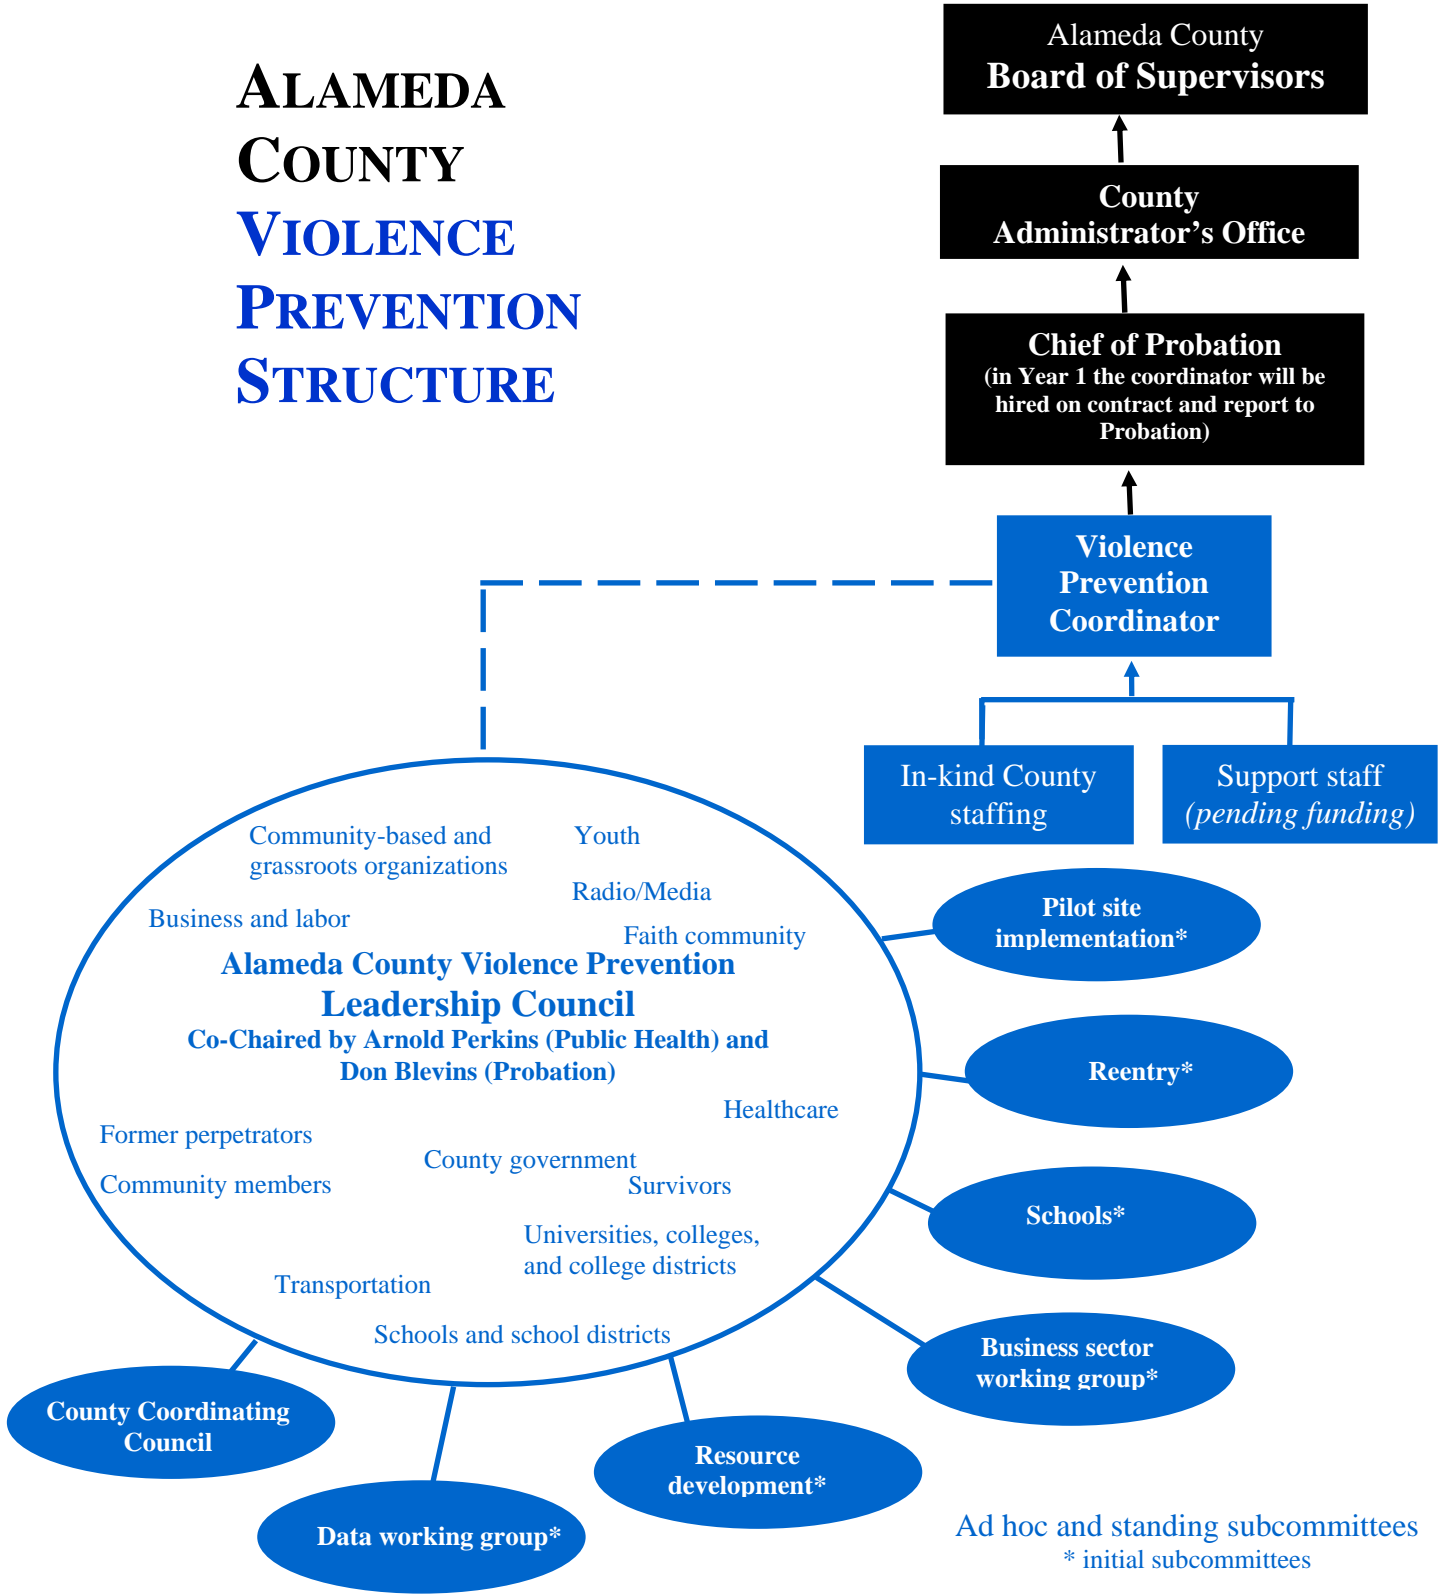 ALAMEDA
COUNTY
VIOLENCE
PREVENTION
STRUCTURE
Alameda County
Board of Supervisors
County
Administrator’s Office
Chief of Probation
(in Year 1 the coordinator will be
hired on contract and report to
Probation)
Violence
Prevention
Coordinator
In-kind County
staffing
Support staff
(pending funding)
Community-based and
grassroots organizations
Youth
Radio/Media
Business and labor
Faith community
Alameda County Violence Prevention
Leadership Council
Co-Chaired by Arnold Perkins (Public Health) and
Don Blevins (Probation)
Healthcare
Former perpetrators
County government
Community members
Survivors
Universities, colleges,
and college districts
Transportation
Schools and school districts
Pilot site
implementation*
Reentry*
Schools*
Business sector
working group*
Resource
development*
Data working group*
County Coordinating
Council
Ad hoc and standing subcommittees
* initial subcommittees